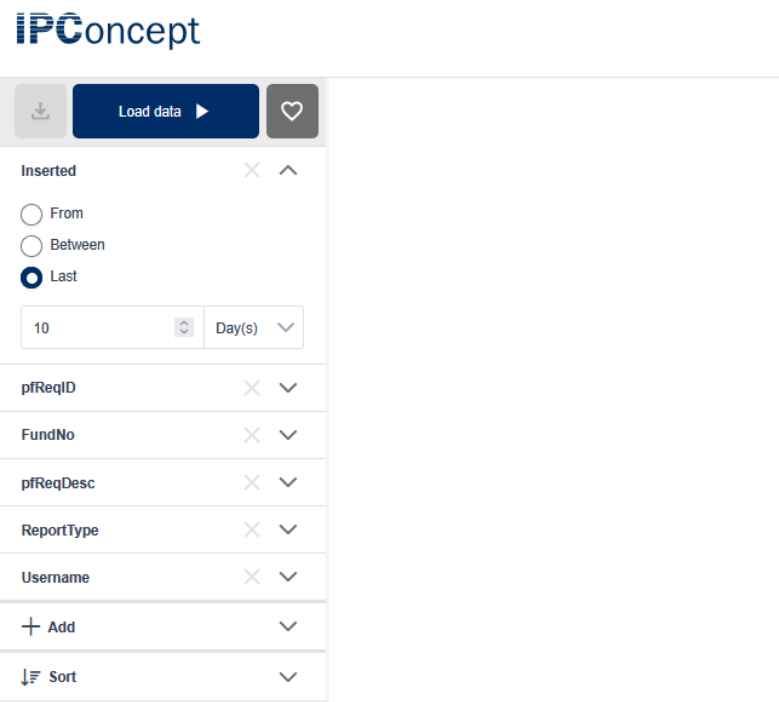 IPConcept
Load data
Inserted
From
Between
Last
10 Day(s)
pfReqID
FundNo
pfReqDesc
ReportType
Username
Add
Sort